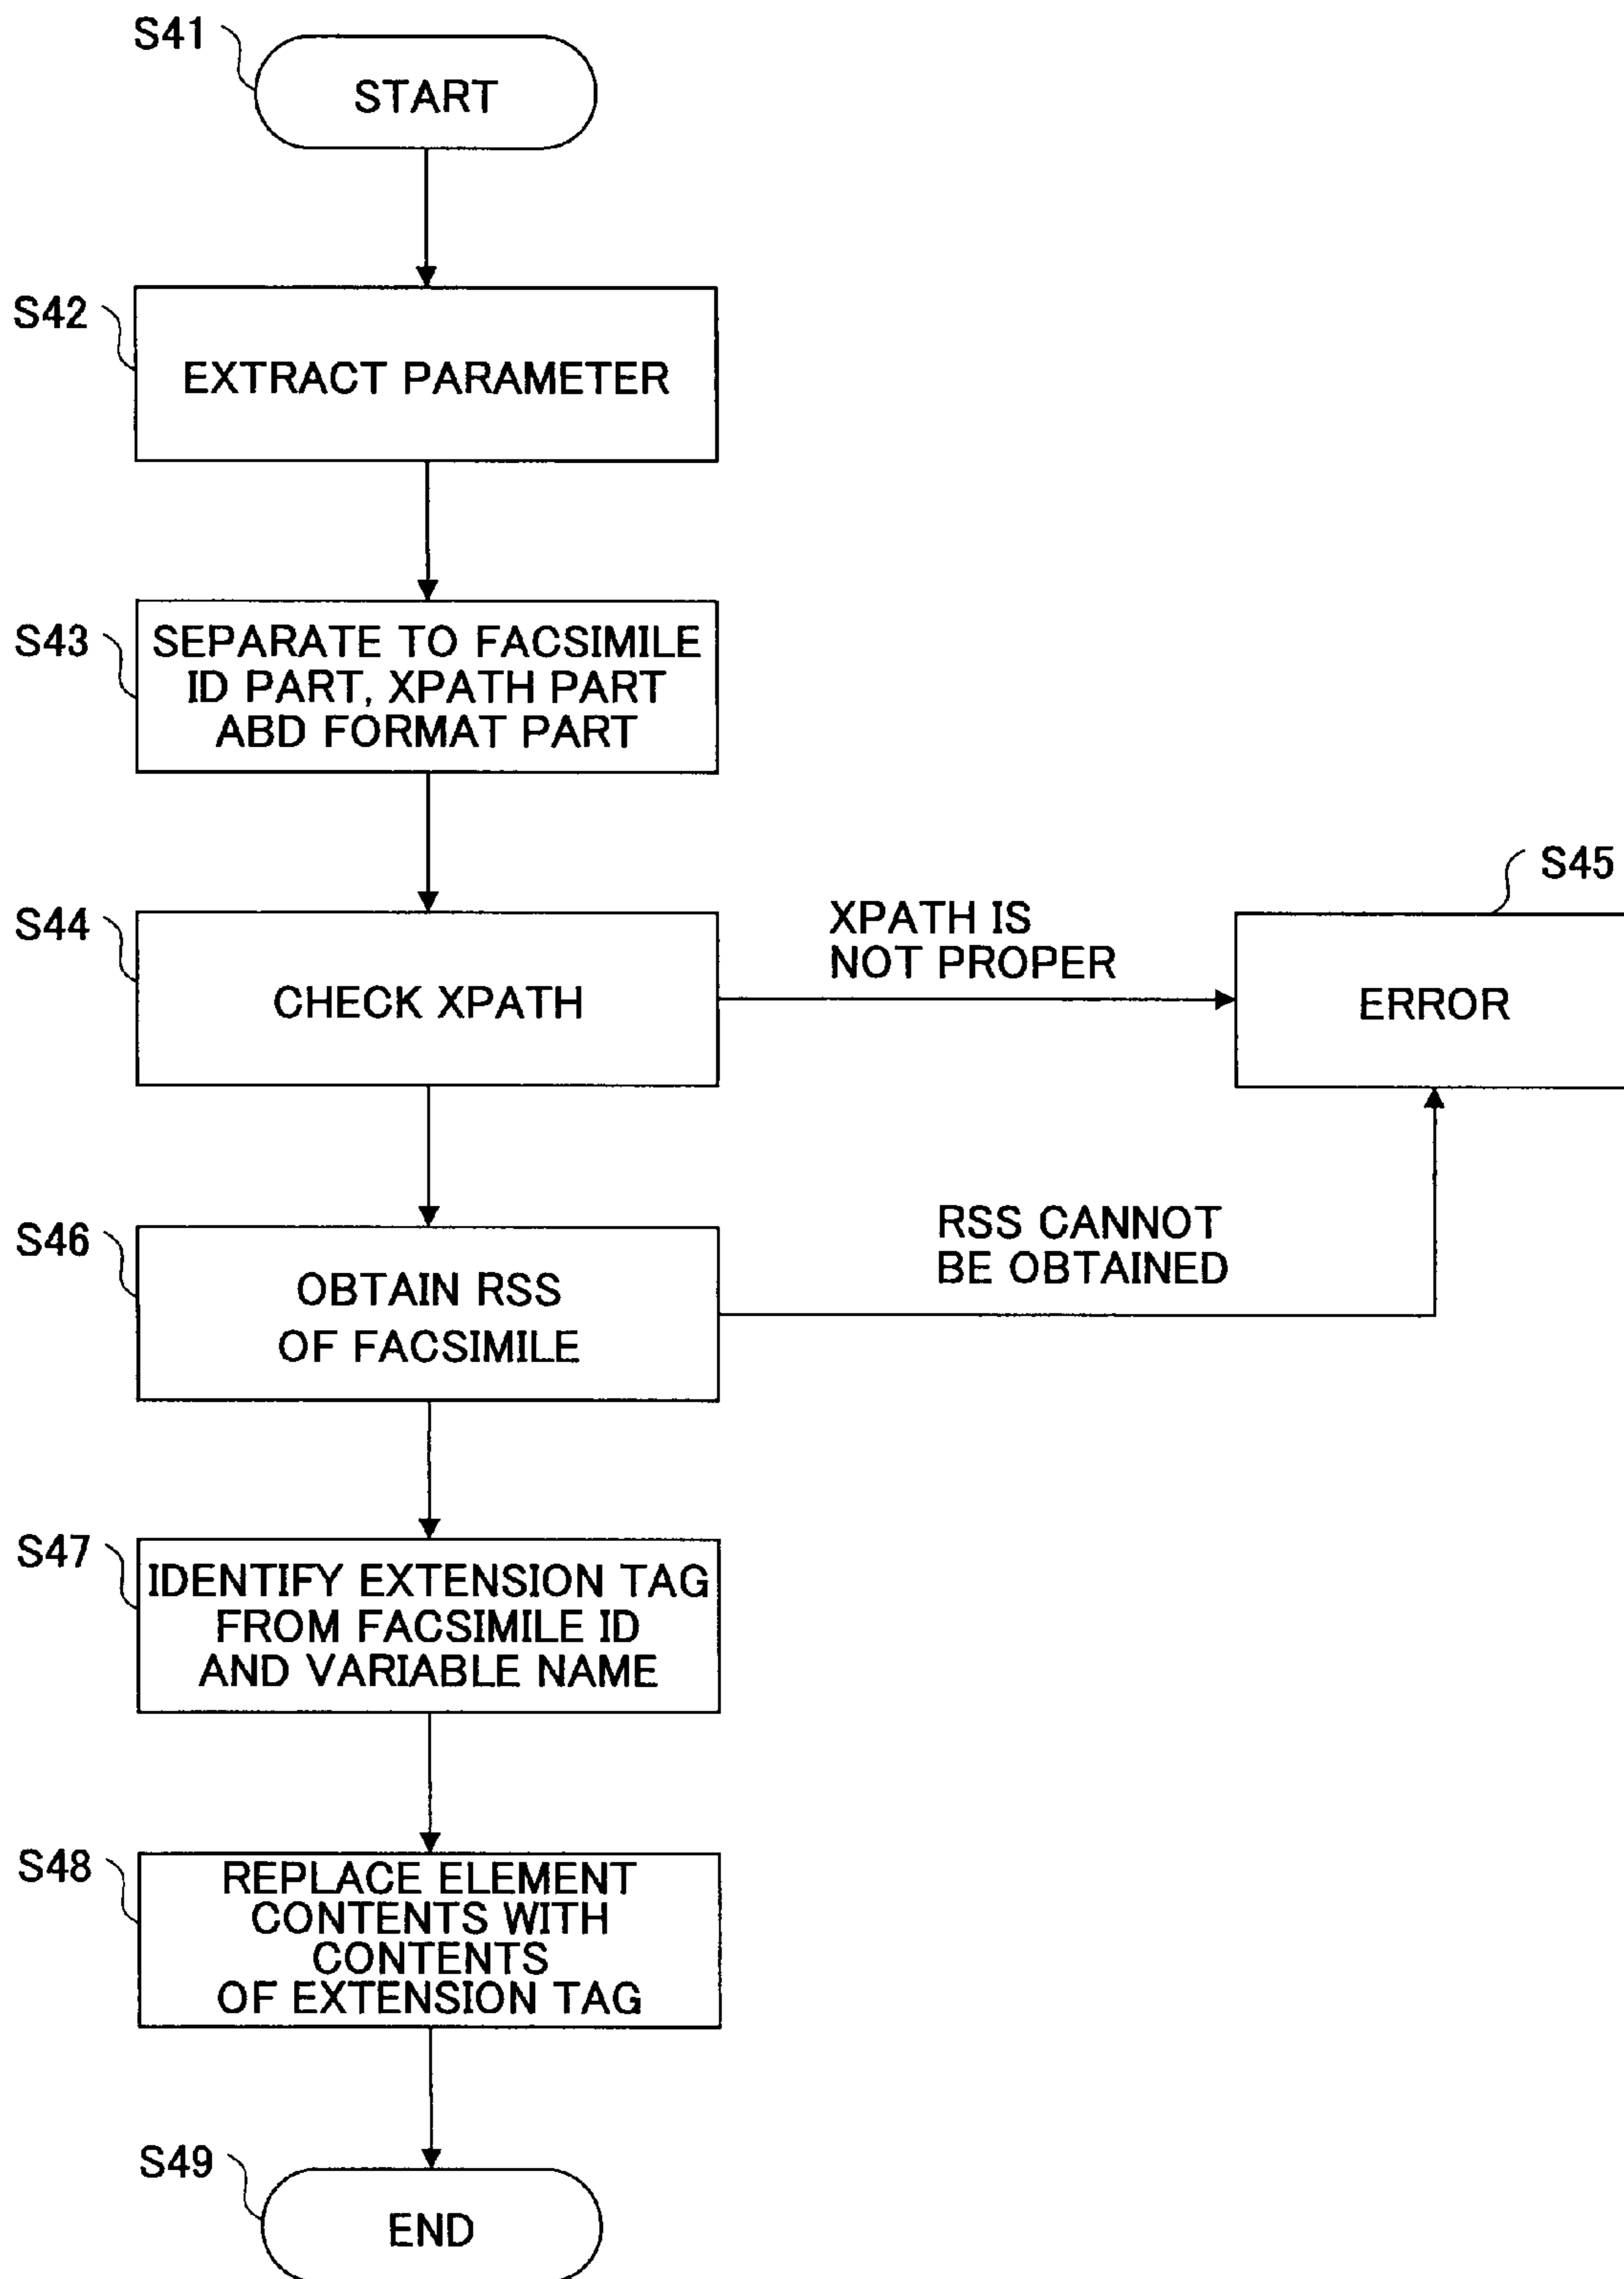 S41
START
S42
EXTRACT PARAMETER
S43
SEPARATE TO FACSIMILE
ID PART, XPATH PART
ABD FORMAT PART
S44
CHECK XPATH
XPATH IS
NOT PROPER
S45
ERROR
S46
OBTAIN RSS
OF FACSIMILE
RSS CANNOT
BE OBTAINED
S47
IDENTIFY EXTENSION TAG
FROM FACSIMILE ID
AND VARIABLE NAME
S48
REPLACE ELEMENT
CONTENTS WITH
CONTENTS
OF EXTENSION TAG
S49
END